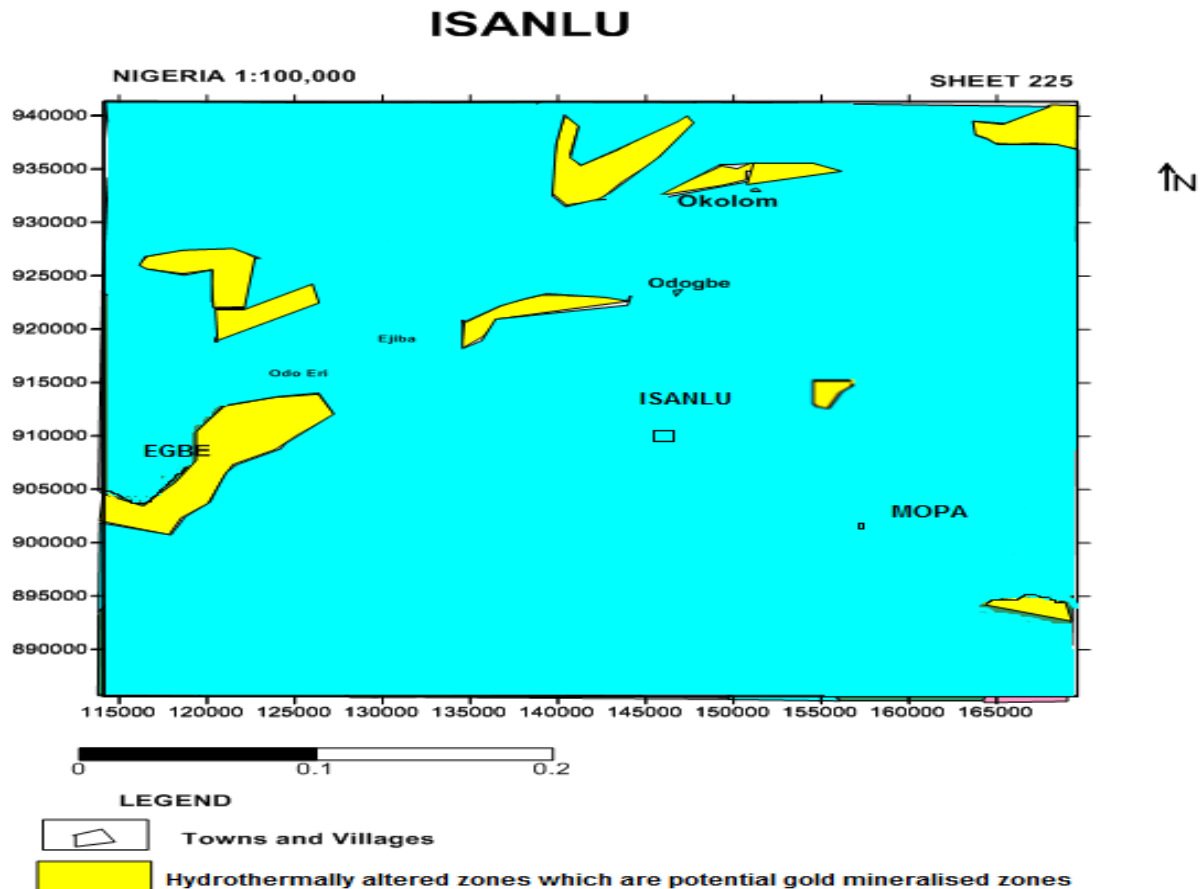 ISANLU
NIGERIA 1:100,000
SHEET 225
940000
935000
930000
925000
920000
915000
910000
905000
900000
895000
890000
N
Okolom
Odogbe
Ejiba
Odo Eri
ISANLU
EGBE
MOPA
115000 120000 125000 130000 135000 140000 145000 150000 155000 160000 165000
0 0.1 0.2
LEGEND
Towns and Villages
Hydrothermally altered zones which are potential gold mineralised zones